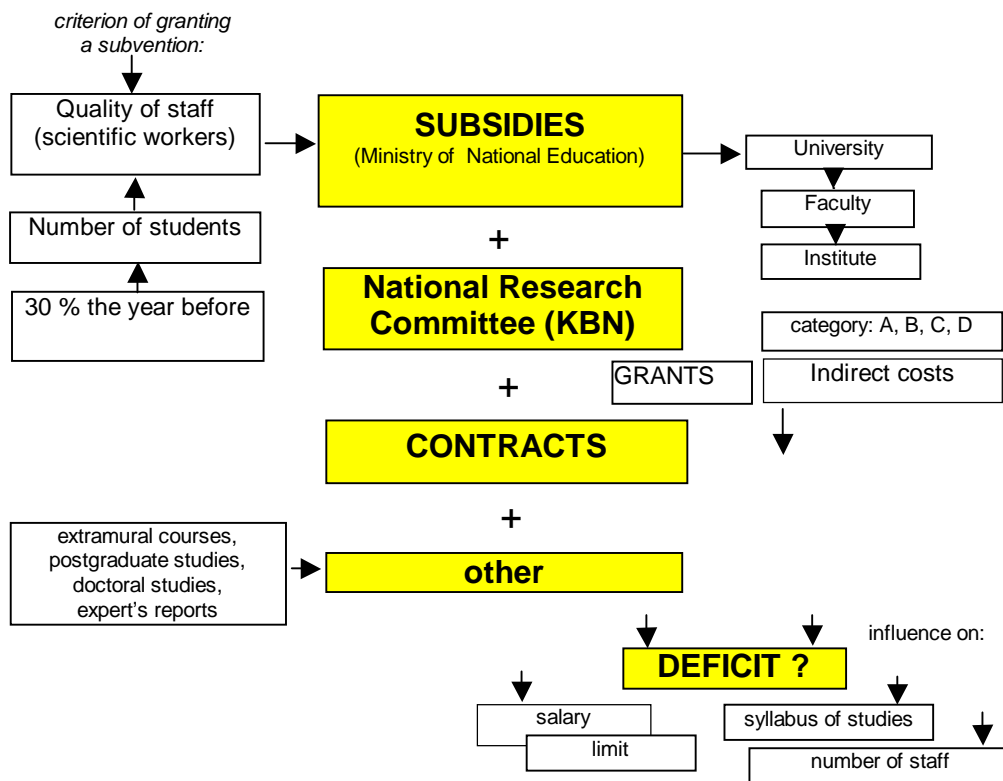 criterion of granting
a subvention:
Quality of staff
(scientific workers)
SUBSIDIES
(Ministry of National Education)
University
Faculty
Institute
Number of students
30 % the year before
+
National Research
Committee (KBN)
category: A, B, C, D
GRANTS
Indirect costs
+
CONTRACTS
+
extramural courses,
postgraduate studies,
doctoral studies,
expert’s reports
other
influence on:
DEFICIT ?
salary
limit
syllabus of studies
number of staff